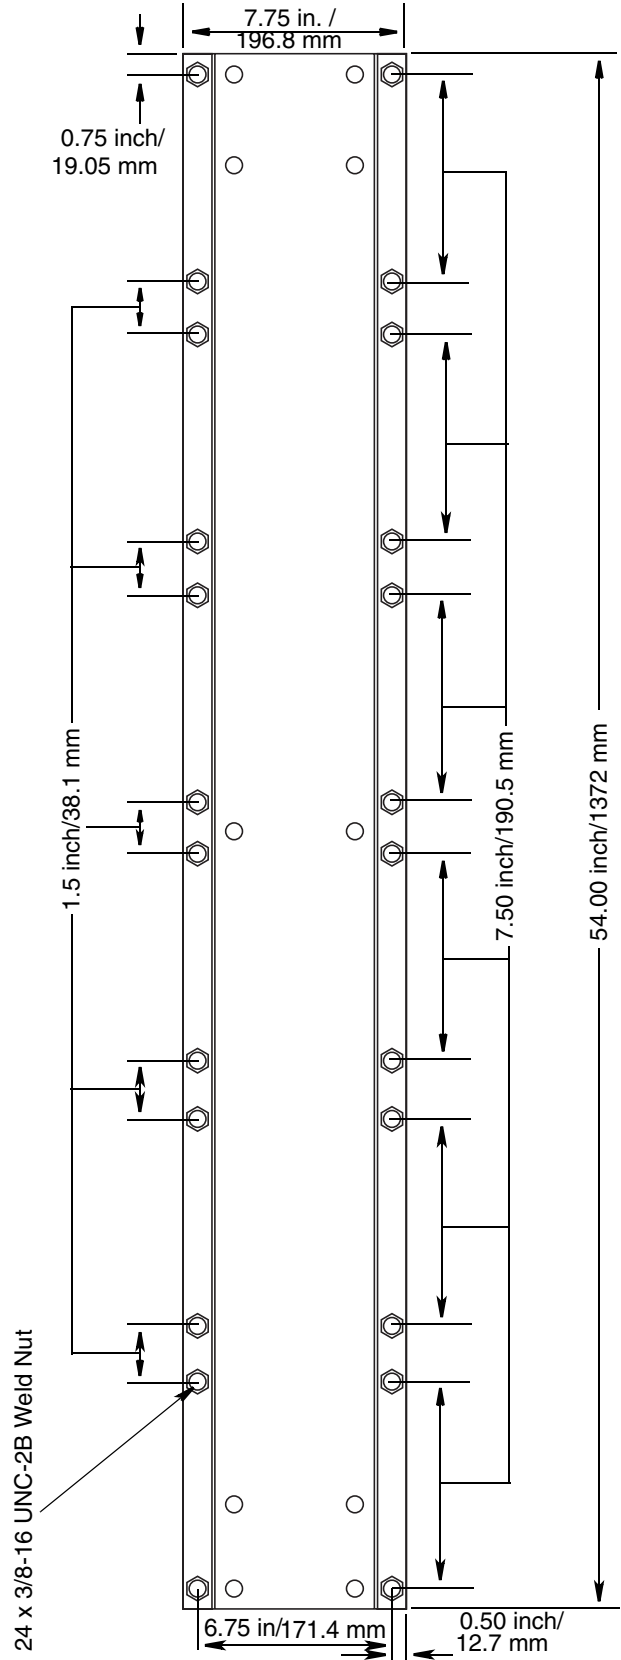 7.75 in. /
196.8 mm
0.75 inch/
19.05 mm
1.5 inch/38.1 mm
7.50 inch/190.5 mm
54.00 inch/1372 mm
24 x 3/8-16 UNC-2B Weld Nut
6.75 in/171.4 mm
0.50 inch/
12.7 mm